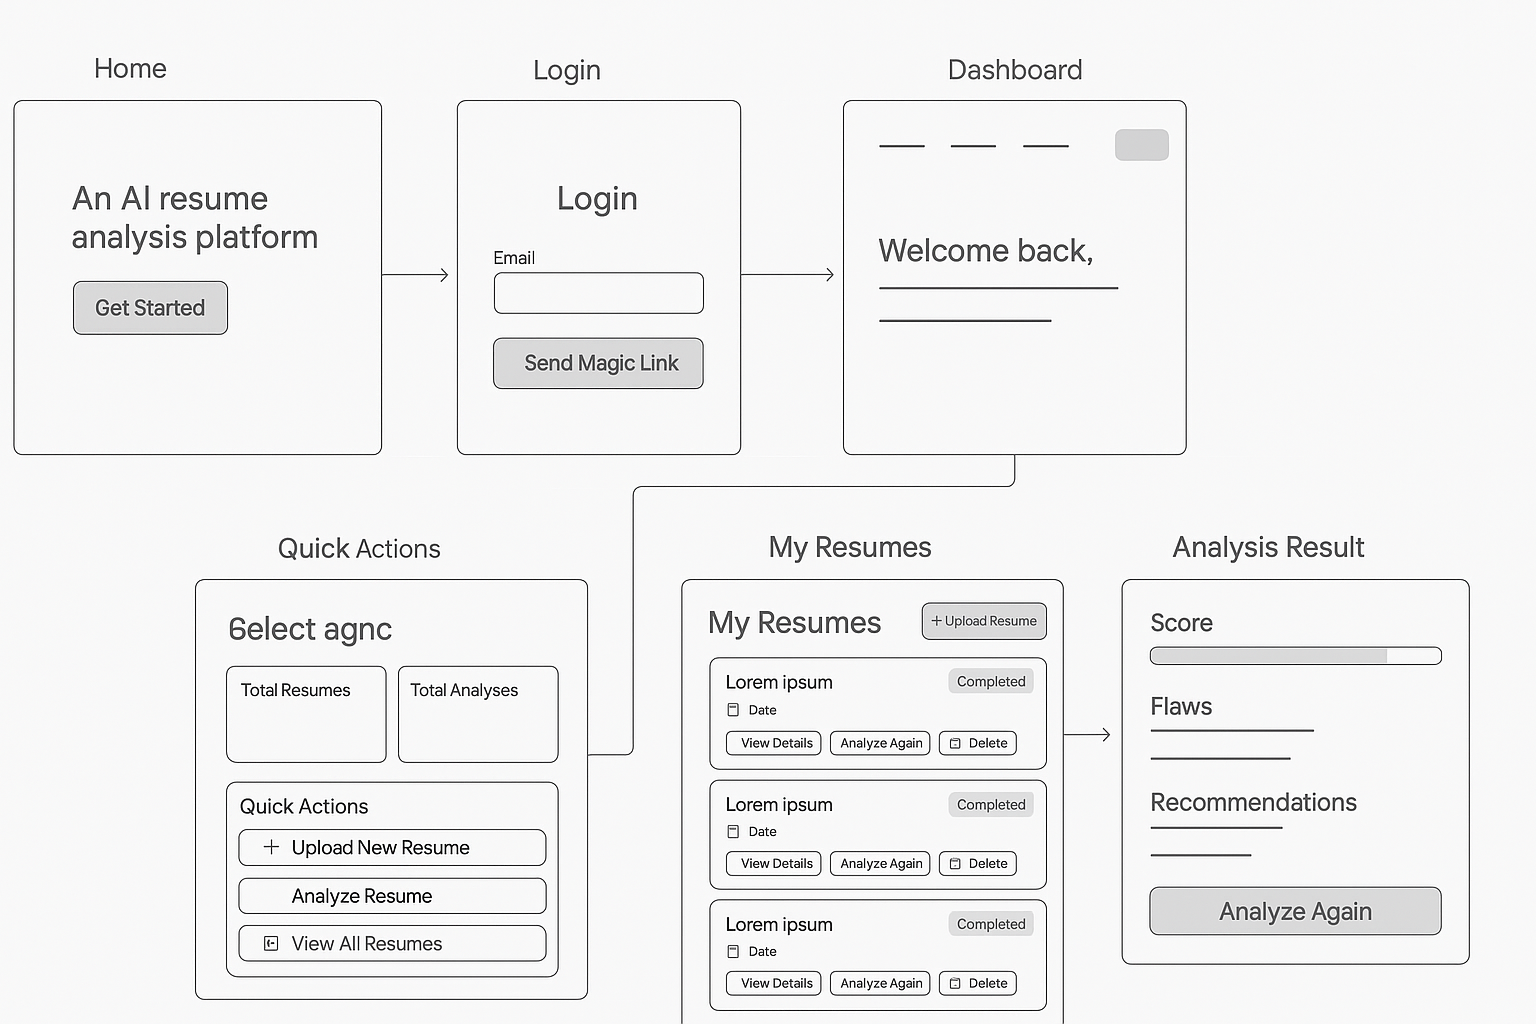 Home
An AI resume
analysis platform
Get Started
Login
Login
Email
Send Magic Link
Dashboard
Welcome back,
Quick Actions
6elect agnc
Total Resumes
Total Analyses
Quick Actions
+ Upload New Resume
Analyze Resume
View All Resumes
My Resumes
My Resumes
+ Upload Resume
Lorem ipsum
Completed
Date
View Details
Analyze Again
Delete
Lorem ipsum
Completed
Date
View Details
Analyze Again
Delete
Lorem ipsum
Completed
Date
View Details
Analyze Again
Delete
Analysis Result
Score
Flaws
Recommendations
Analyze Again